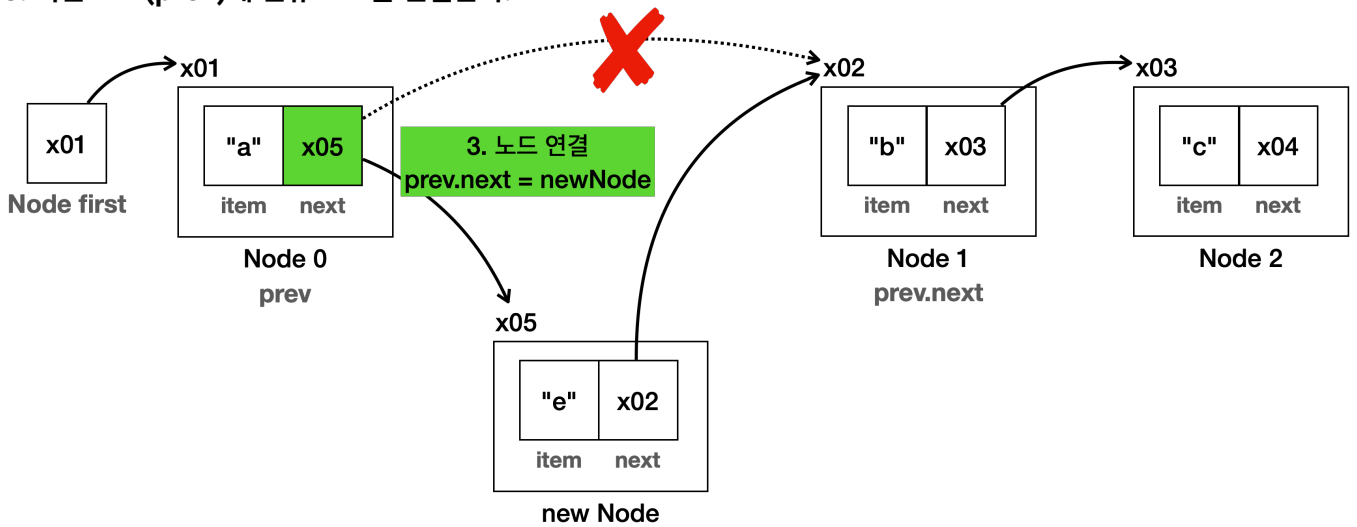 x01
x02
x03
x01
"a"
x05
3. 노드 연결
prev.next = newNode
"b"
x03
"c"
x04
Node first
item
next
item
next
item
next
Node 0
Node 1
Node 2
prev
prev.next
x05
"e"
x02
item
next
new Node